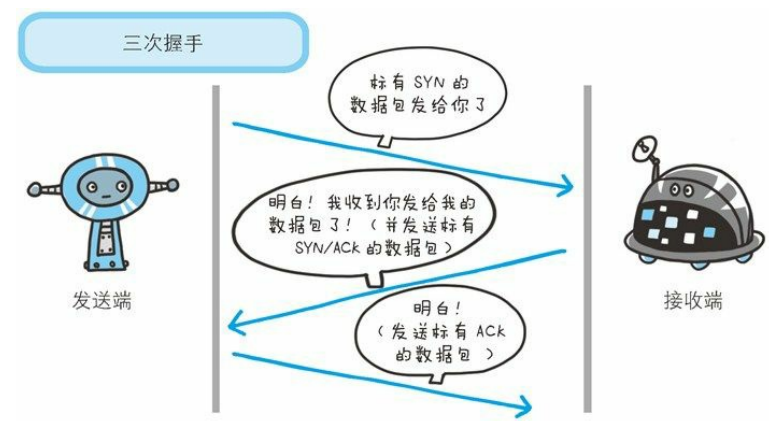 三次握手
标有 SYN 的
数据包发给你了
明白！我收到你发给我的
数据包了！（并发送标有
SYN/ACK 的数据包）
发送端
接收端
明白！
（发送标有 ACK
的数据包 ）